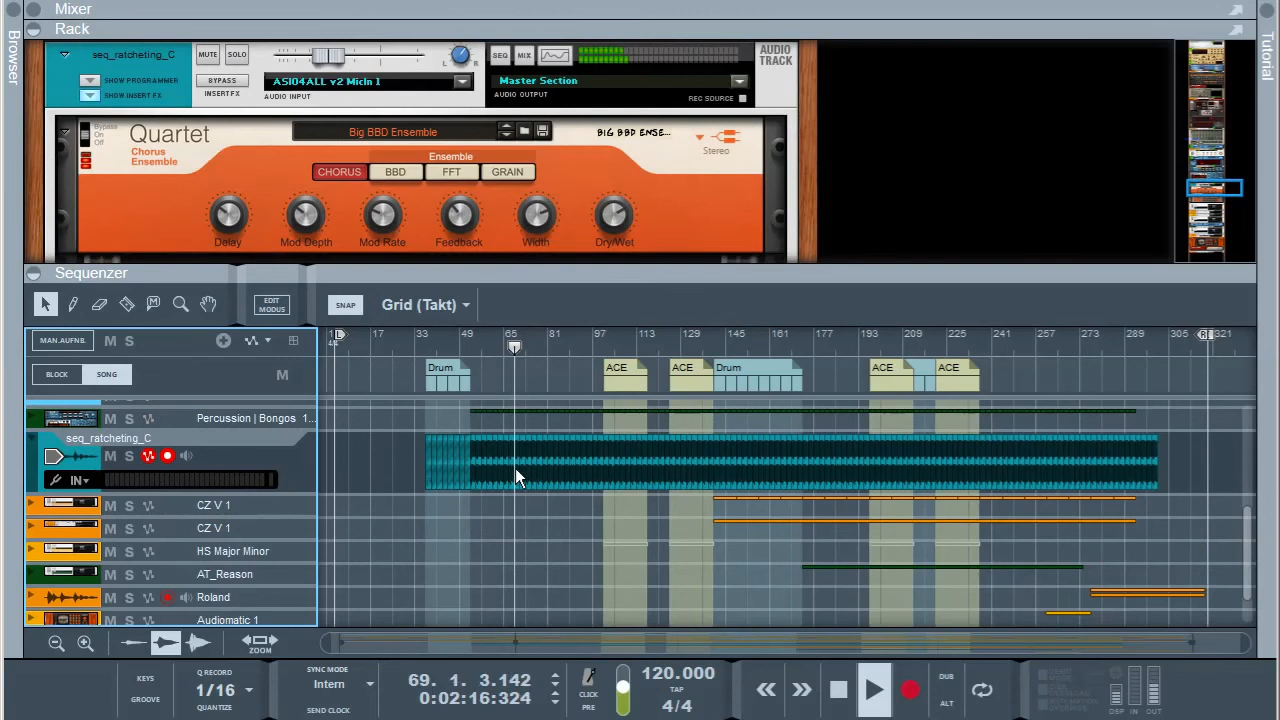 Mixer
Rack
Browser
Tutorial
seq_ratcheting_C
MUTE SOLO
L R
SEQ MIX
AUDIO TRACK
SHOW PROGRAMMER
SHOW INSERT FX
BYPASS
INSERT FX
ASIO4ALL v2 MicIn 1
AUDIO INPUT
Master Section
AUDIO OUTPUT
REC SOURCE
Bypass
On
Off
Quartet
Chorus
Ensemble
Big BBD Ensemble
BIG BBD ENSE...
Stereo
Ensemble
CHORUS BBD FFT GRAIN
Delay Mod Depth Mod Rate Feedback Width Dry/Wet
Sequenzer
EDIT MODUS
SNAP
Grid (Takt)
MAN.AUFNB. M S
1 L 17 33 49 65 81 97 113 129 145 161 177 193 209 225 241 257 273 289 305 R 321
4/4
BLOCK SONG M
Drum ACE ACE Drum ACE ACE
Percussion | Bongos 1...
seq_ratcheting_C
M S
IN
M S CZ V 1
M S CZ V 1
M S HS Major Minor
M S AT_Reason
M S Roland
M S Audiomatic 1
ZOOM
KEYS
GROOVE
Q RECORD
1/16
QUANTIZE
SYNC MODE
Intern
SEND CLOCK
69. 1. 3.142
0:02:16:324
CLICK
PRE
120.000
TAP
4/4
DUB
ALT
DSP IN OUT